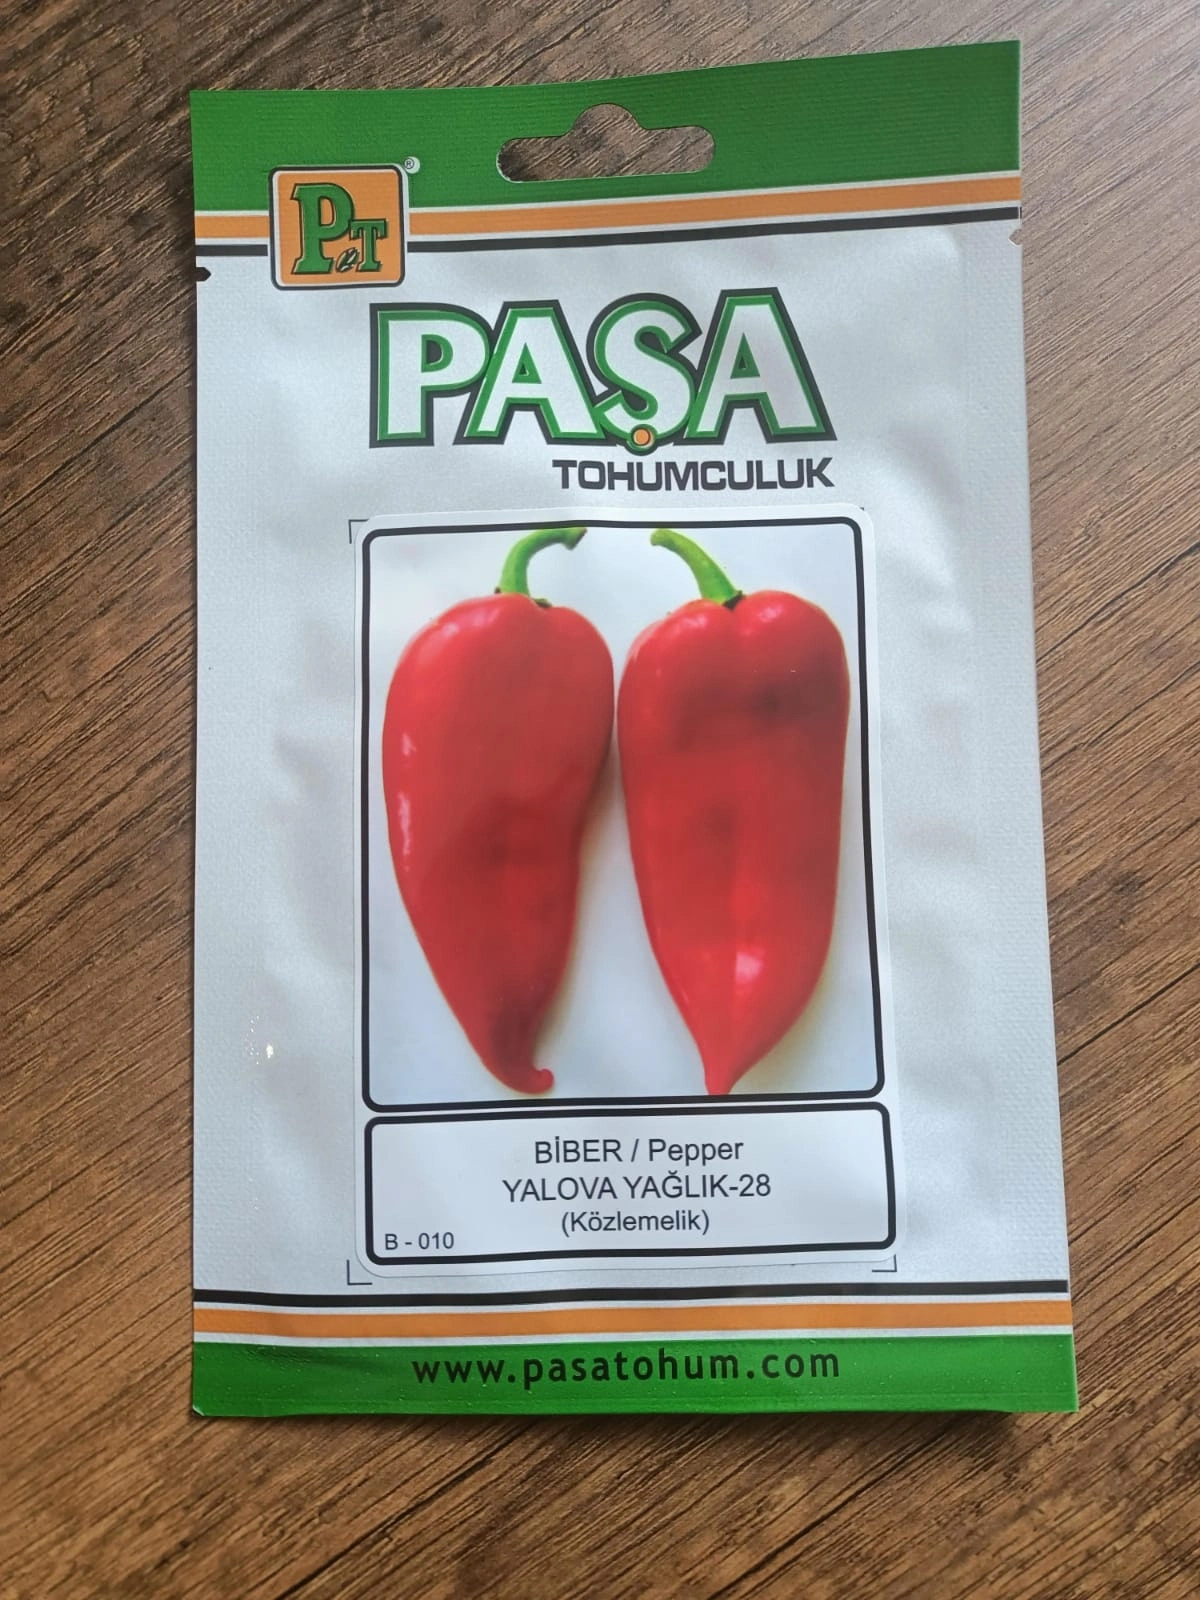 PT®
PAŞA
TOHUMCULUK
BİBER / Pepper
YALOVA YAĞLIK-28
(Közlemelik)
B - 010
www.pasatohum.com